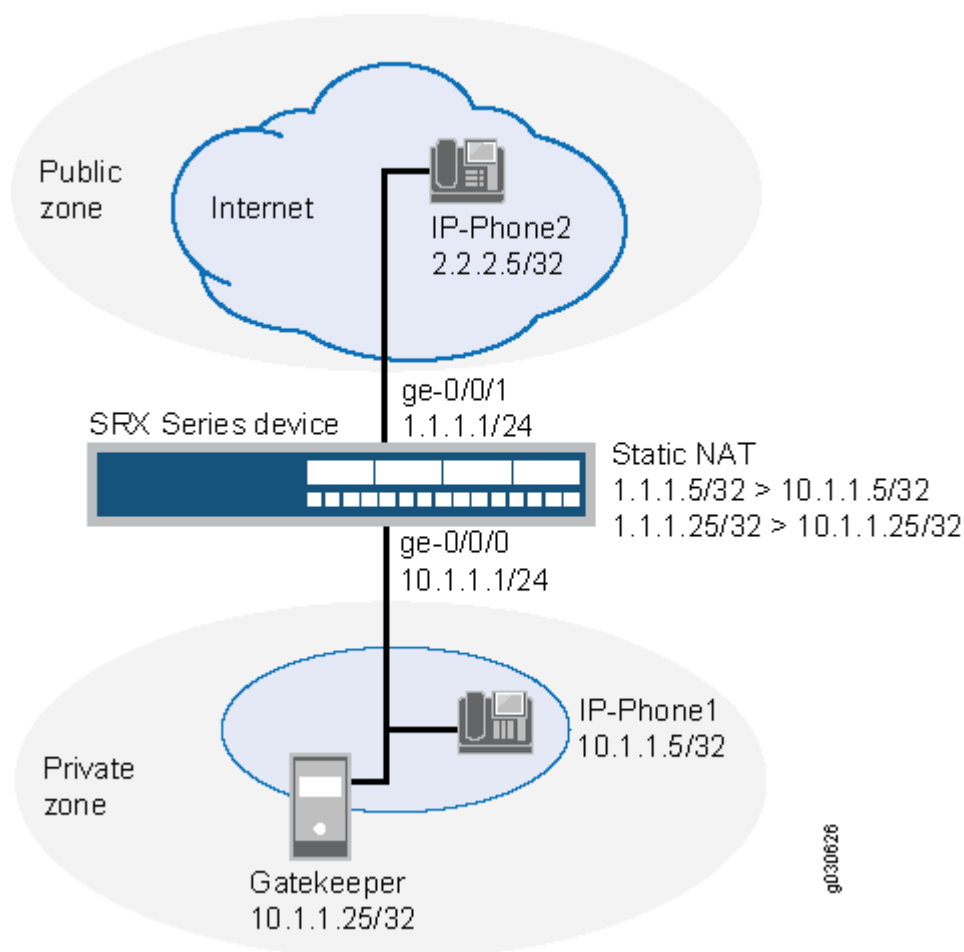 Public
zone
Internet
IP-Phone2
2.2.2.5/32
ge-0/0/1
1.1.1.1/24
SRX Series device
Static NAT
1.1.1.5/32 > 10.1.1.5/32
1.1.1.25/32 > 10.1.1.25/32
ge-0/0/0
10.1.1.1/24
IP-Phone1
10.1.1.5/32
Private
zone
Gatekeeper
10.1.1.25/32
g030626